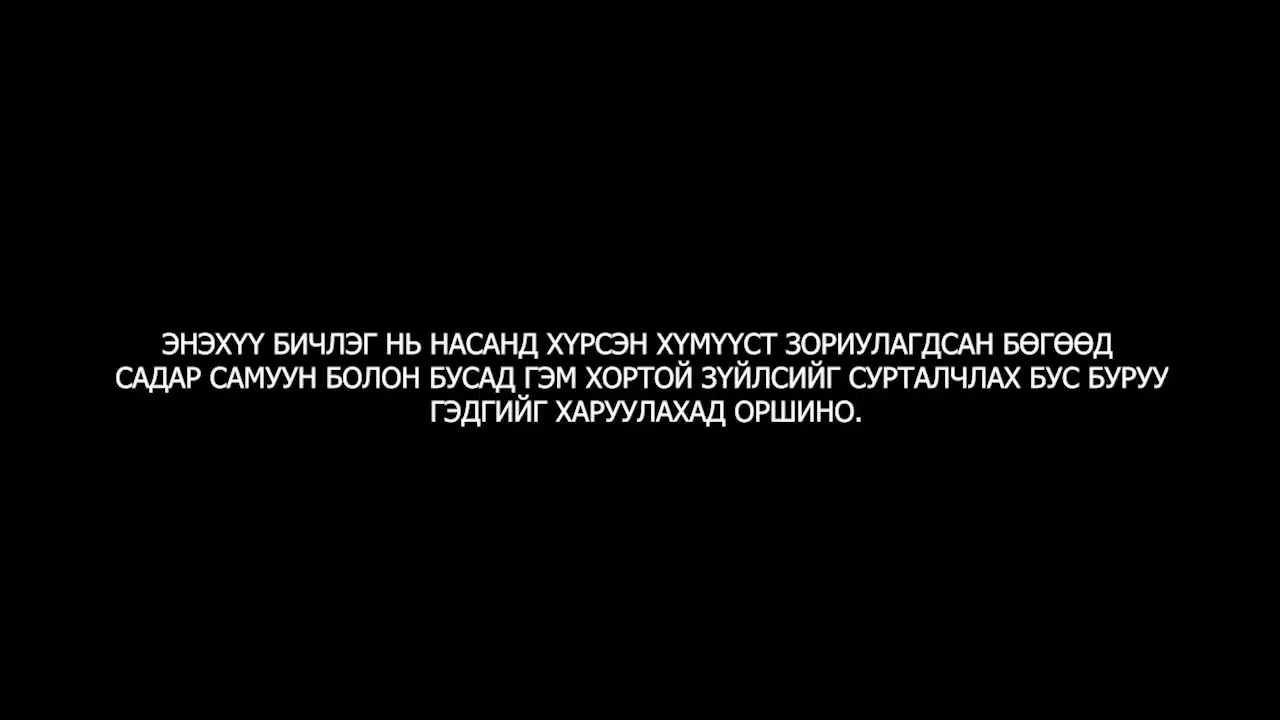 ЭНЭХҮҮ БИЧЛЭГ НЬ НАСАНД ХҮРСЭН ХҮМҮҮСТ ЗОРИУЛАГДСАН БӨГӨӨД
САДАР САМУУН БОЛОН БУСАД ГЭМ ХОРТОЙ ЗҮЙЛСИЙГ СУРТАЛЧЛАХ БУС БУРУУ
ГЭДГИЙГ ХАРУУЛАХАД ОРШИНО.